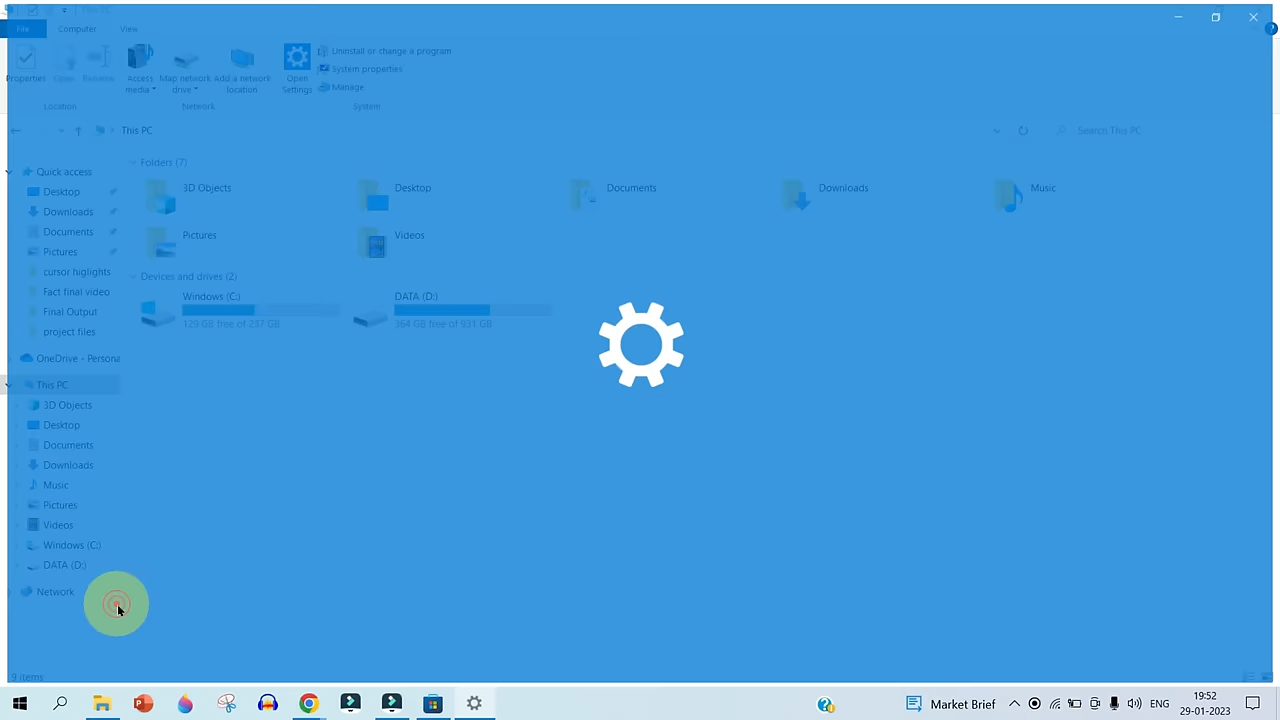 This PC
File Computer View
Properties Open Rename Access media Map network drive Add a network location Open Settings Uninstall or change a program
System properties
Manage
Location Network System
This PC Search This PC
Folders (7)
3D Objects Desktop Documents Downloads Music
Pictures Videos
Devices and drives (2)
Windows (C:) DATA (D:)
129 GB free of 237 GB 364 GB free of 931 GB
Quick access
Desktop
Downloads
Documents
Pictures
cursor higlights
Fact final video
Final Output
project files
OneDrive - Persona
This PC
3D Objects
Desktop
Documents
Downloads
Music
Pictures
Videos
Windows (C:)
DATA (D:)
Network
9 items
Market Brief ENG 19:52
29-01-2023